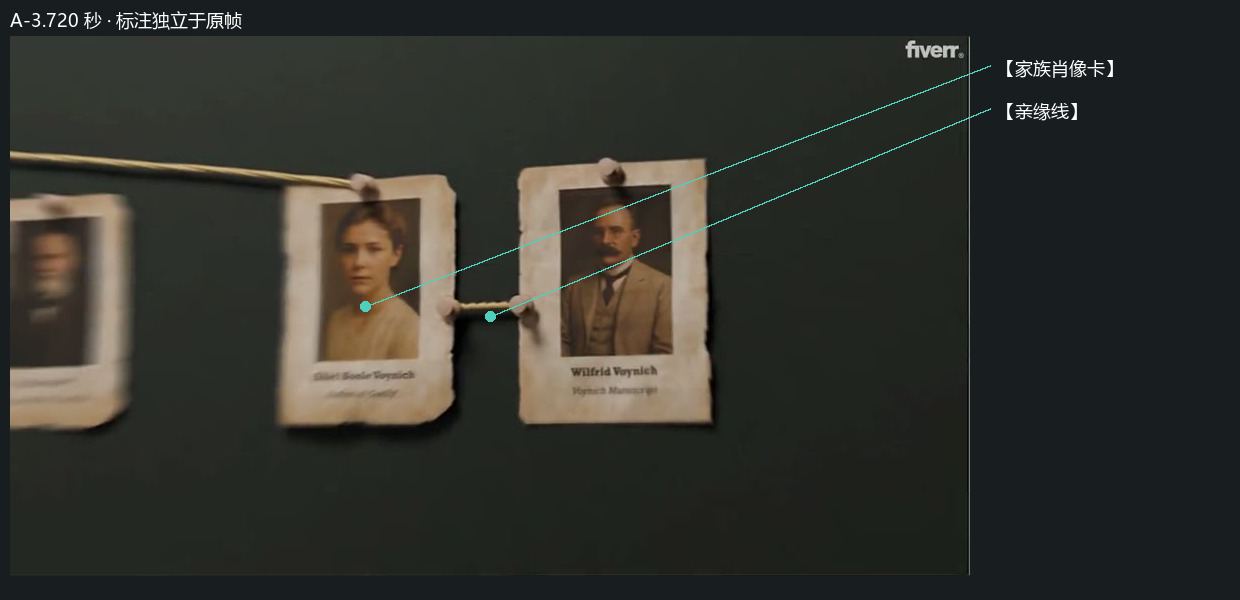 A-3.720 秒 · 标注独立于原帧
fiverr®
【家族肖像卡】
【亲缘线】
Boole Voynich
Wilfrid Voynich
Voynich Manuscript